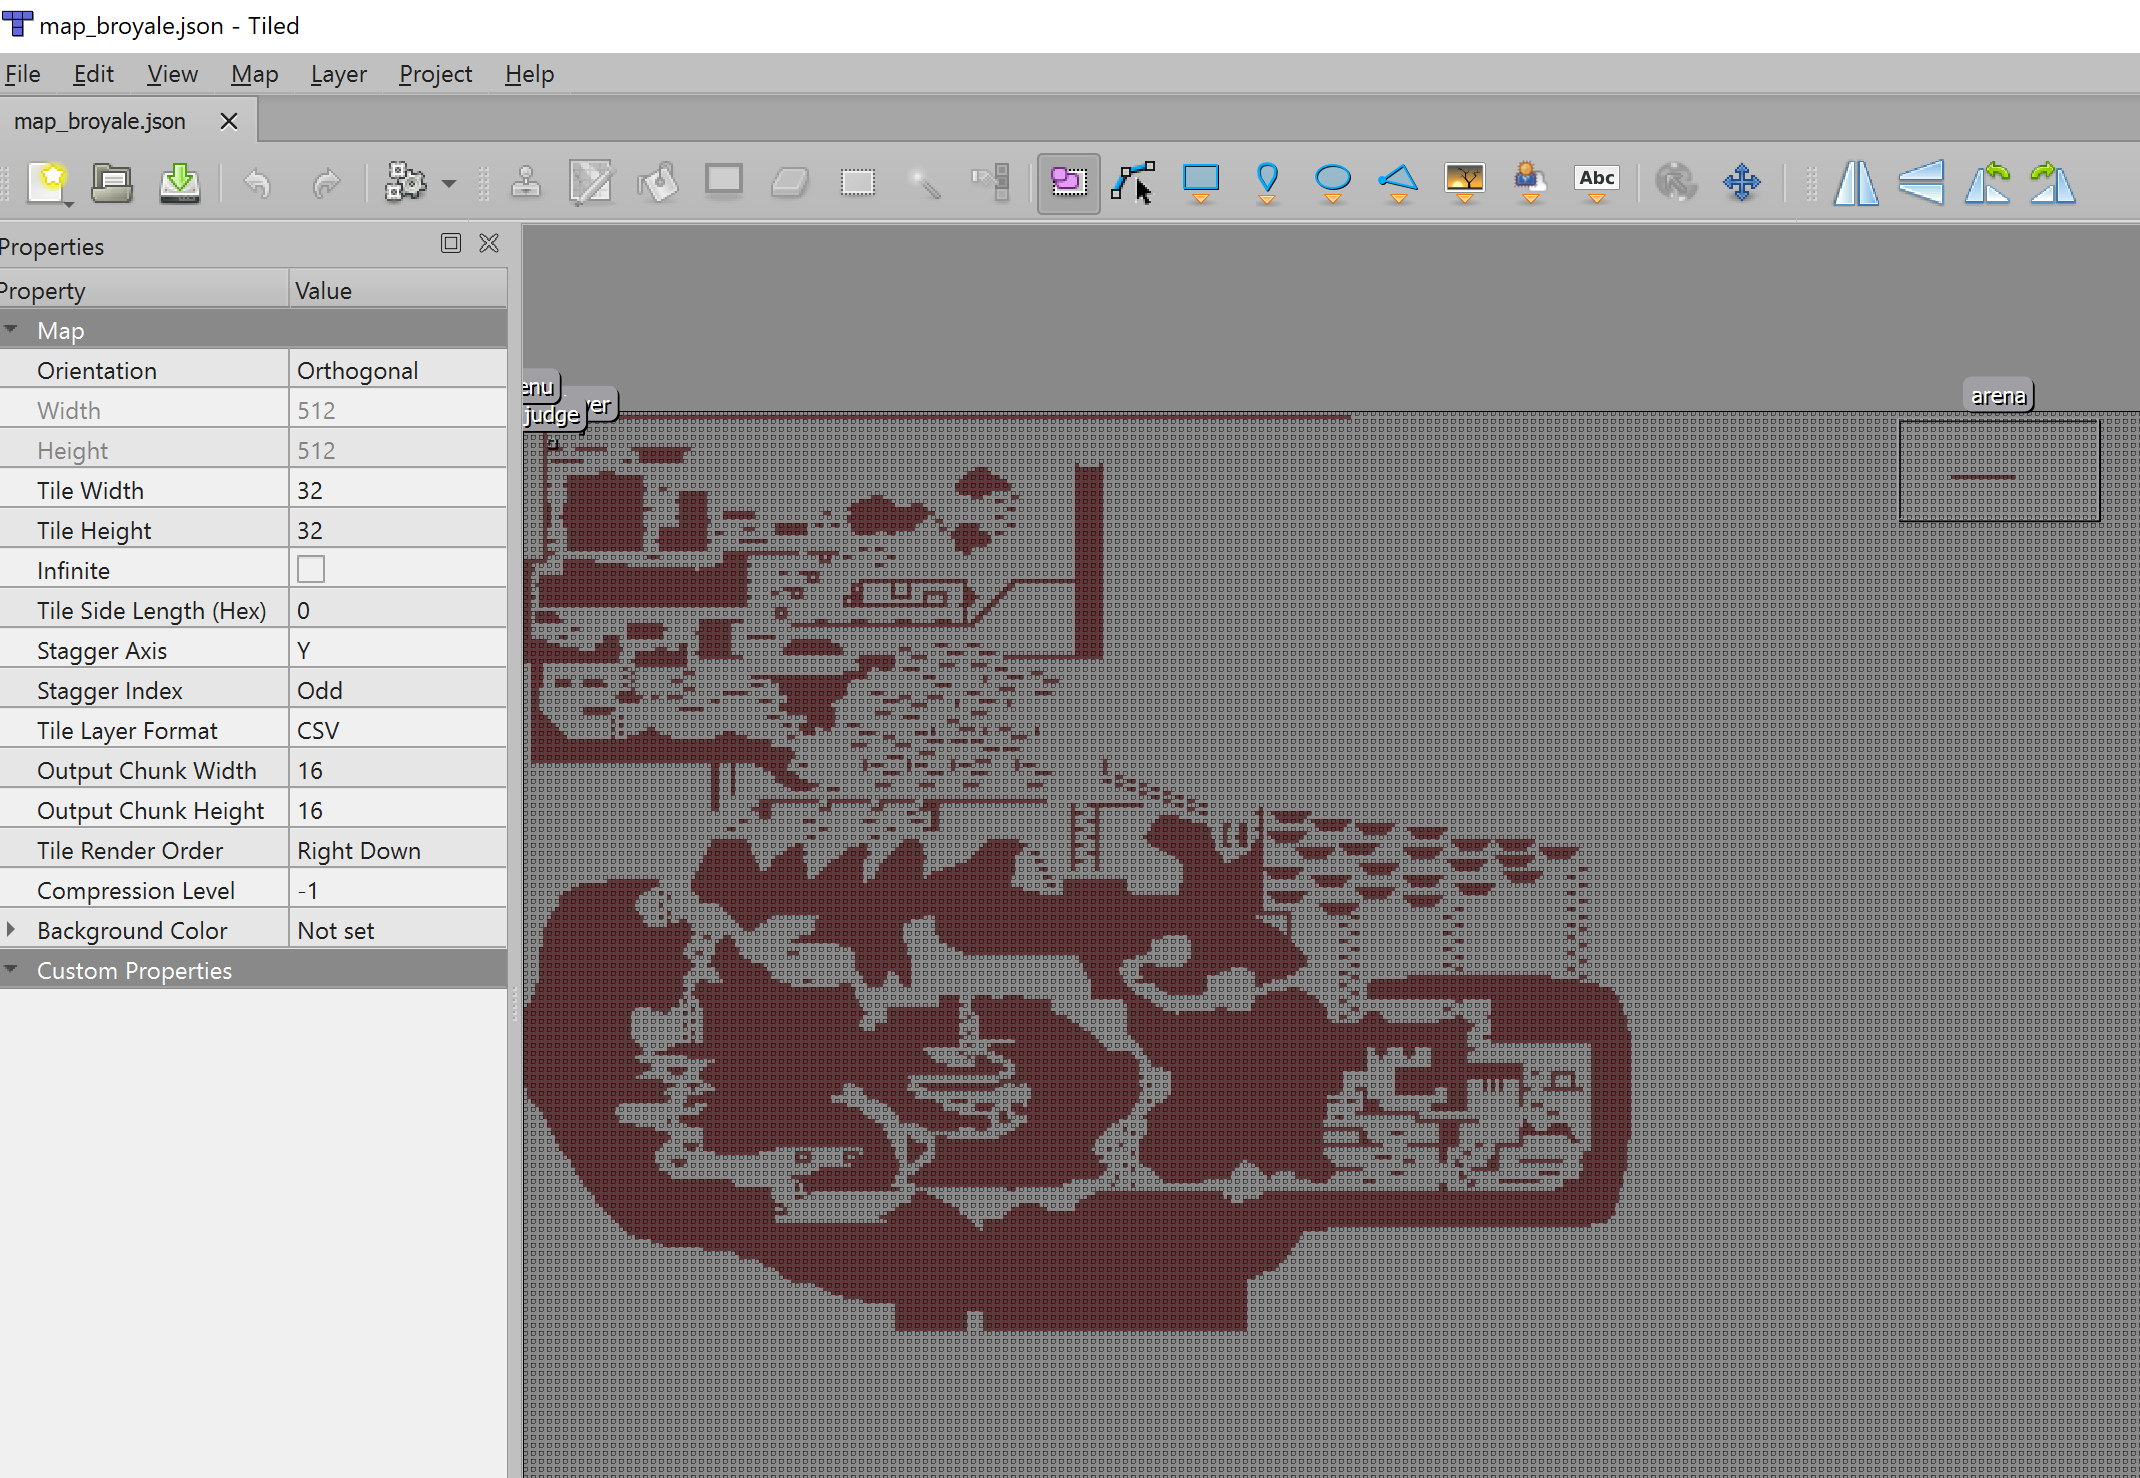 map_broyale.json - Tiled
File Edit View Map Layer Project Help
map_broyale.json
Abc
Properties
Property Value
Map
Orientation Orthogonal
Width 512
Height 512
Tile Width 32
Tile Height 32
Infinite
Tile Side Length (Hex) 0
Stagger Axis Y
Stagger Index Odd
Tile Layer Format CSV
Output Chunk Width 16
Output Chunk Height 16
Tile Render Order Right Down
Compression Level -1
Background Color Not set
Custom Properties
enu
ver
judge
arena